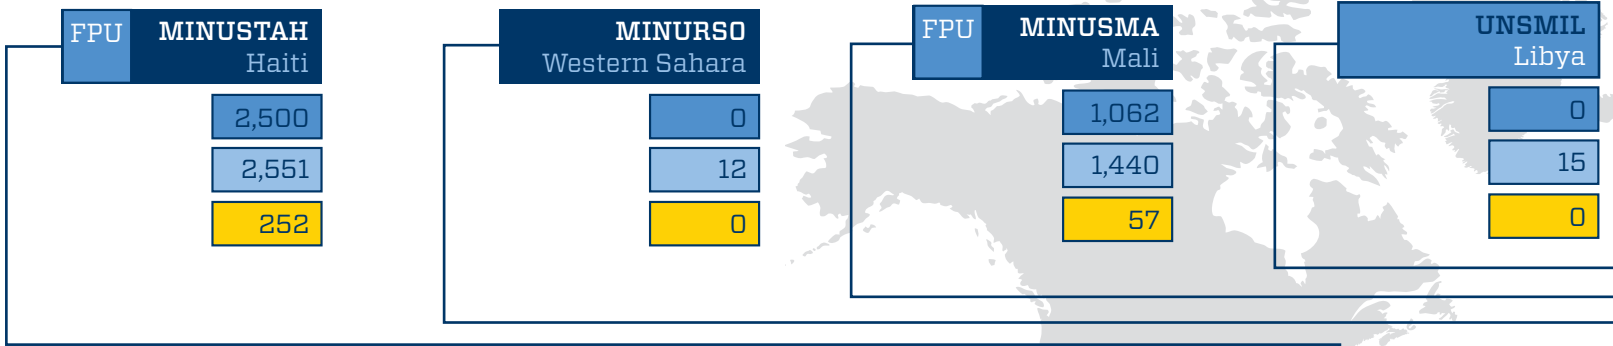 FPU MINUSTAH
Haiti
2,500
2,551
252
MINURSO
Western Sahara
0
12
0
FPU MINUSMA
Mali
1,062
1,440
57
UNSMIL
Libya
0
15
0